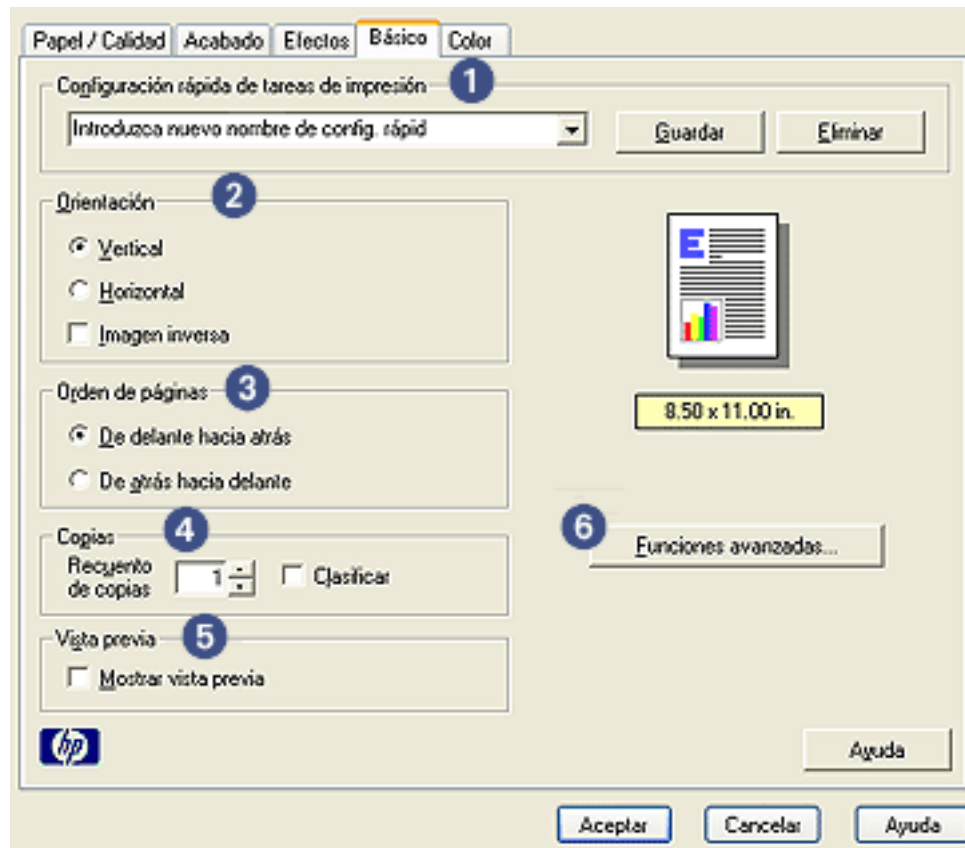 Papel / Calidad Acabado Efectos Básico Color
Configuración rápida de tareas de impresión 1
Introduzca nuevo nombre de config. rápid Guardar Eliminar
Orientación 2
Vertical
Horizontal
Imagen inversa
E
8.50 x 11.00 in.
Orden de páginas 3
De delante hacia atrás
De atrás hacia delante
Copias 4
Recuento de copias 1 Clasificar
6 Funciones avanzadas...
Vista previa 5
Mostrar vista previa
hp
Ayuda
Aceptar Cancelar Ayuda